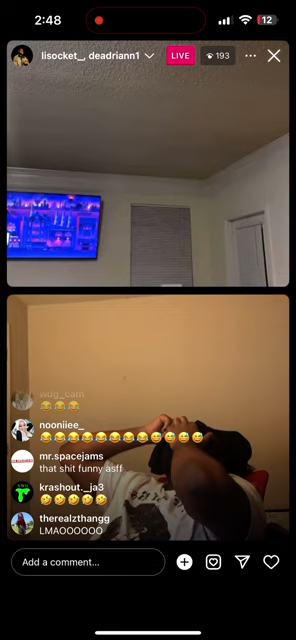 2:48
12
lisocket_, deadriann1
LIVE
193
wdg_cam
😂😂😂
nooniiee_
😂😂😂😂😂😂😂😂😂😅😅😅😅
mr.spacejams
that shit funny asff
krashout._ja3
🤣🤣🤣🤣🤣
therealzthangg
LMAOOOOOO
Add a comment...